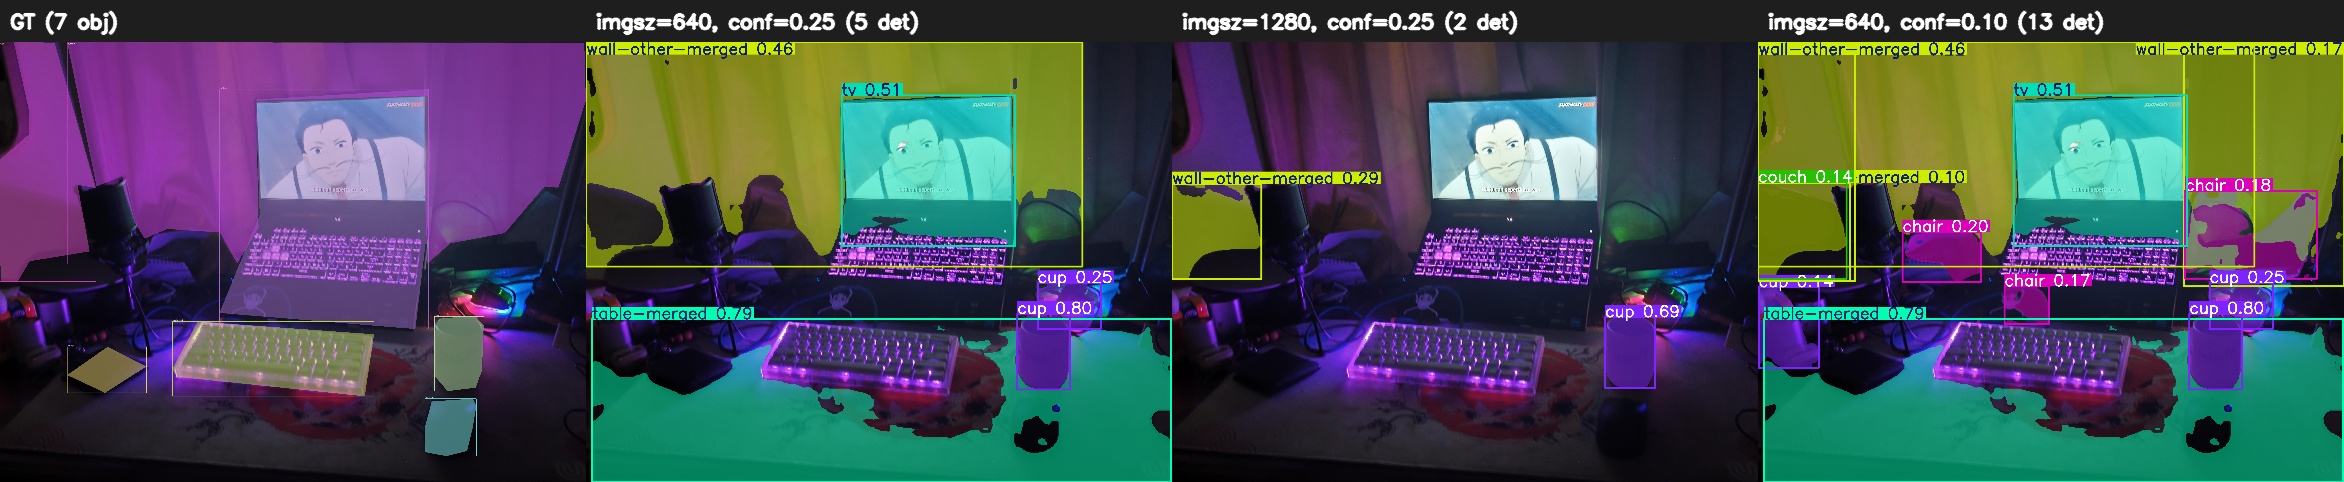 GT (7 obj)
imgsz=640, conf=0.25 (5 det)
imgsz=1280, conf=0.25 (2 det)
imgsz=640, conf=0.10 (13 det)
wall-other-merged 0.46
tv 0.51
cup 0.25
cup 0.80
table-merged 0.79
wall-other-merged 0.29
cup 0.69
wall-other-merged 0.46
wall-other-merged 0.17
tv 0.51
couch 0.14
merged 0.10
chair 0.18
chair 0.20
chair 0.17
cup 0.14
cup 0.25
cup 0.80
table-merged 0.79